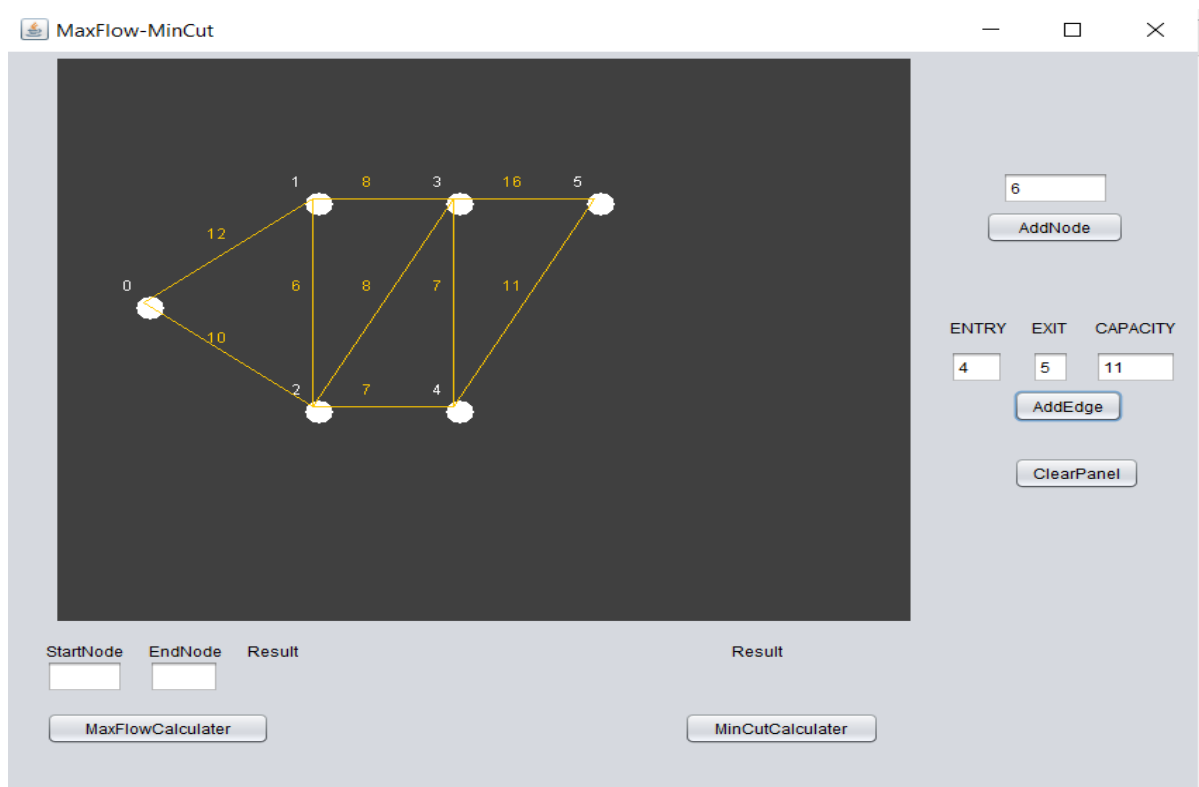 MaxFlow-MinCut
1 8 3 16 5
6
12
AddNode
0 6 8 7 11
ENTRY EXIT CAPACITY
10
4 5 11
2 7 4
AddEdge
ClearPanel
StartNode EndNode Result Result
MaxFlowCalculater MinCutCalculater